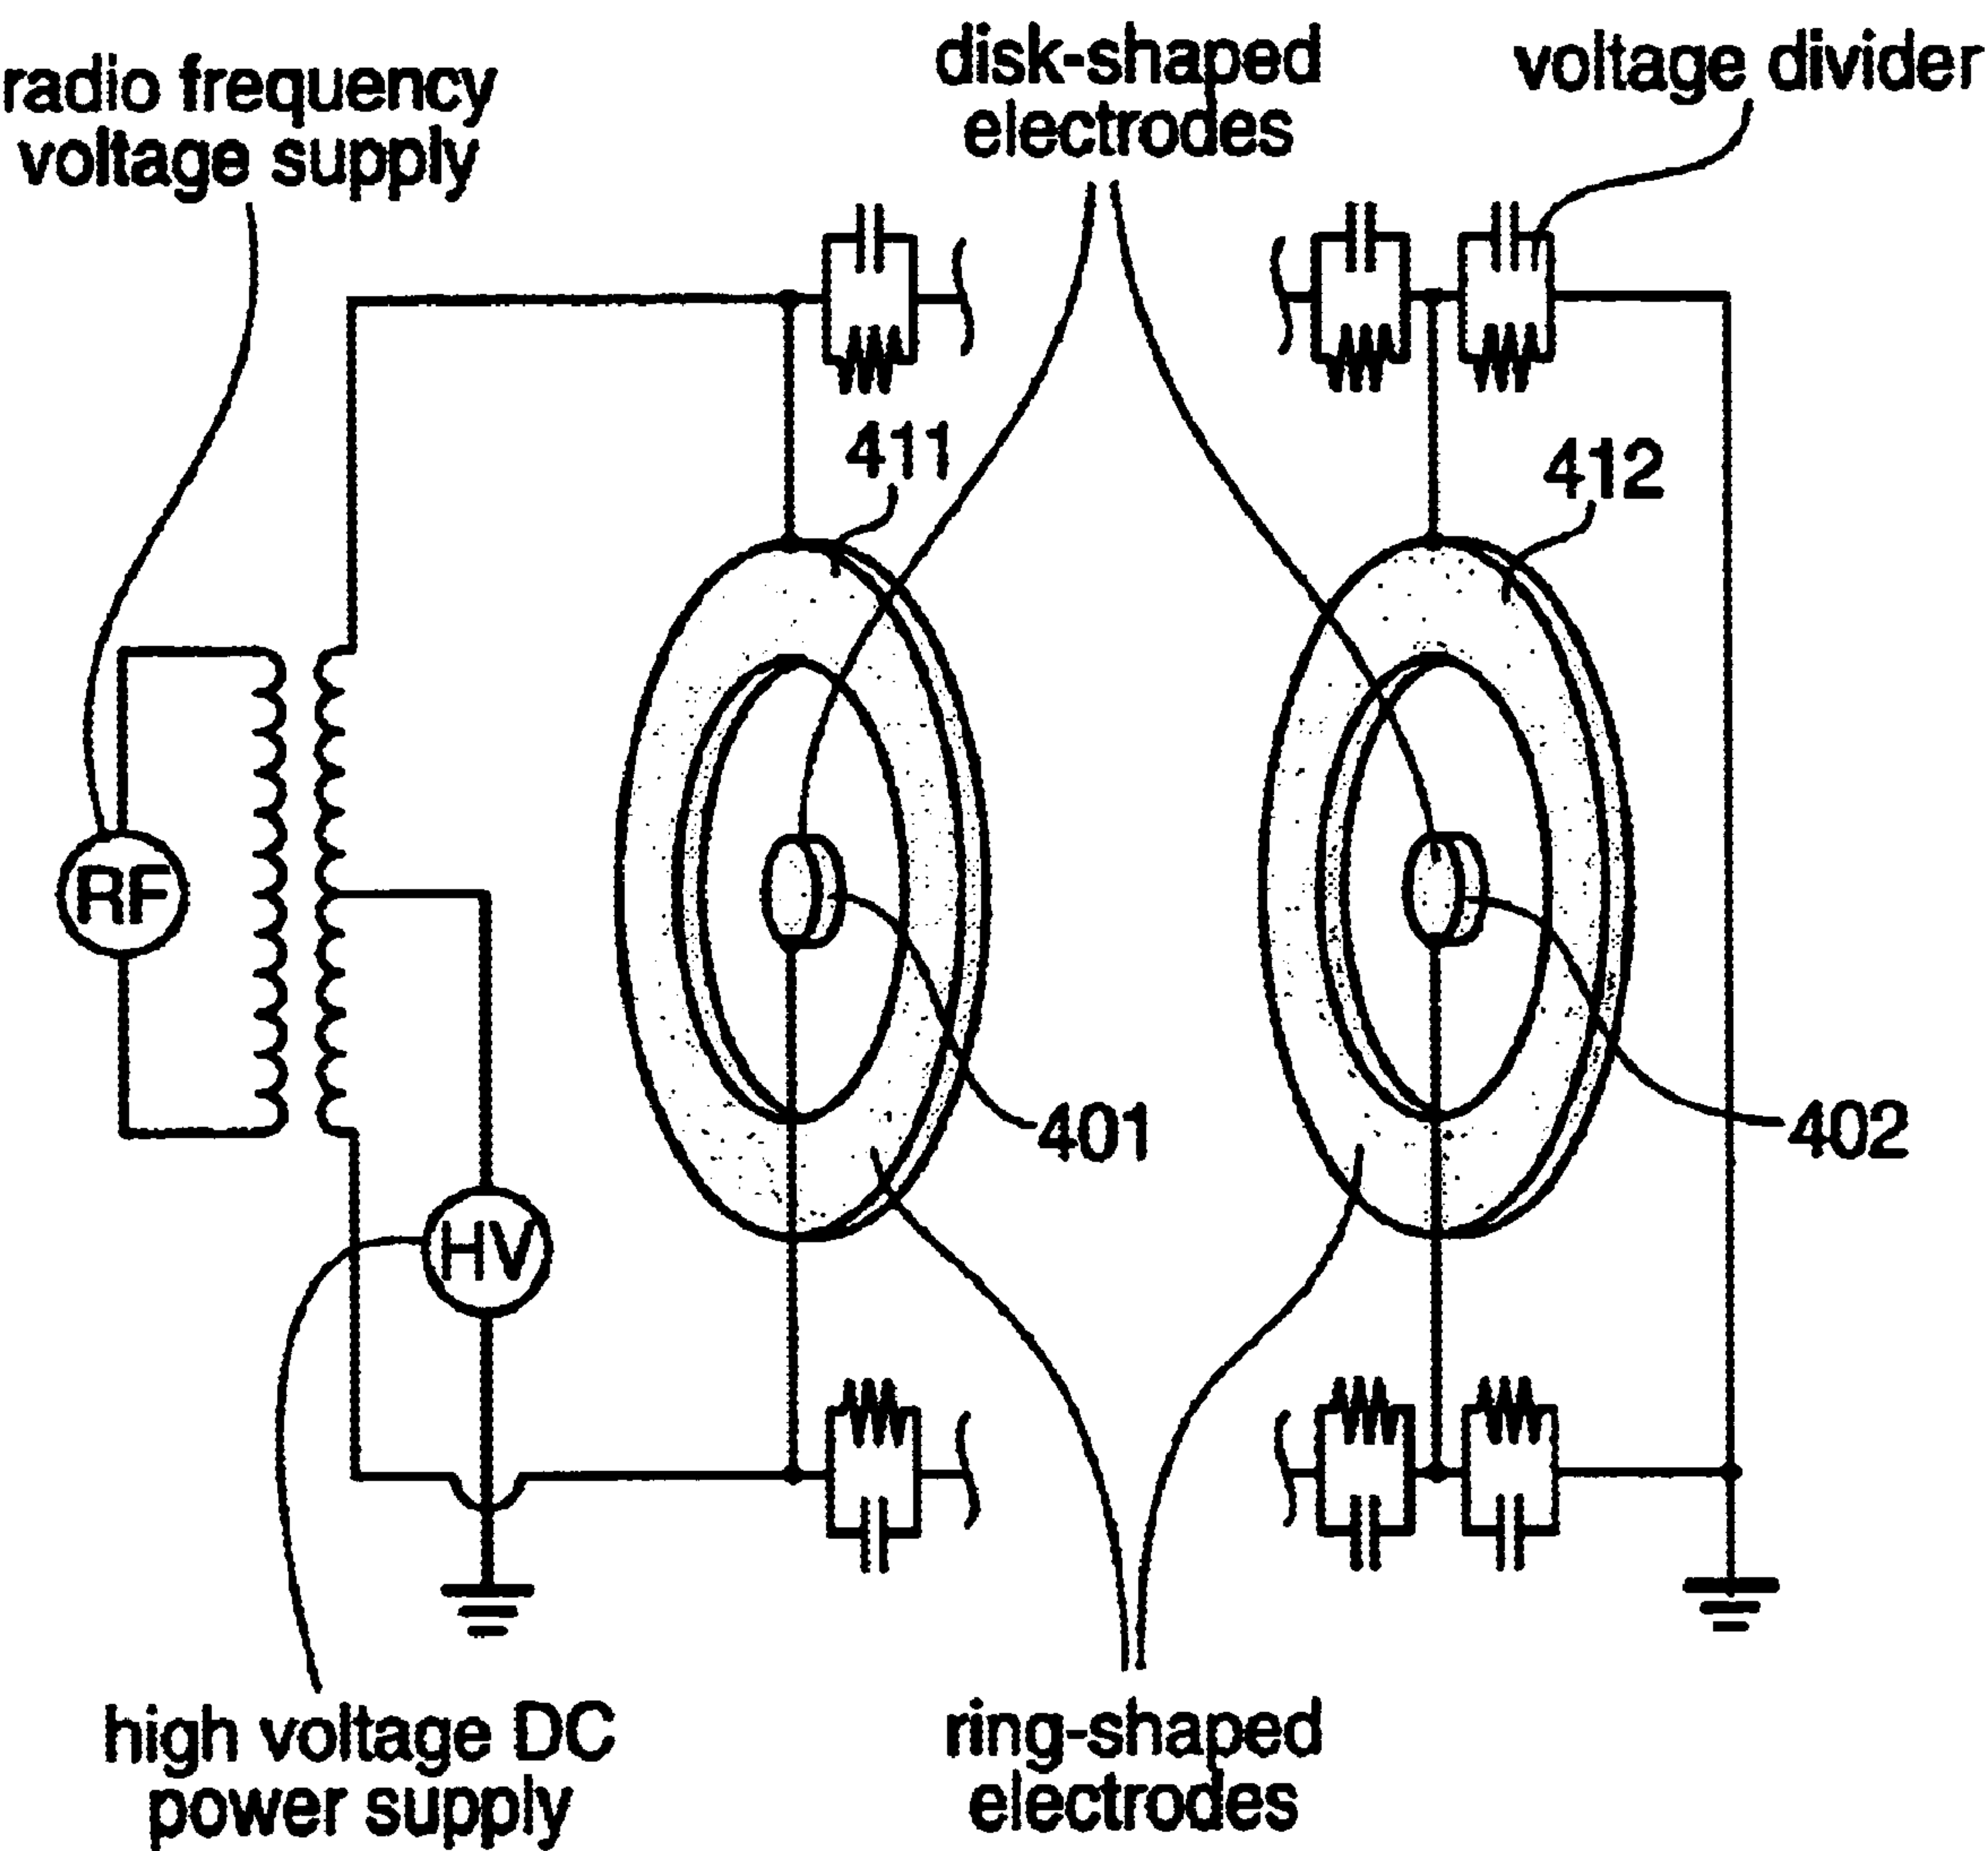 radio frequency
voltage supply
disk-shaped
electrodes
voltage divider
411
412
RF
401
402
HV
high voltage DC
power supply
ring-shaped
electrodes